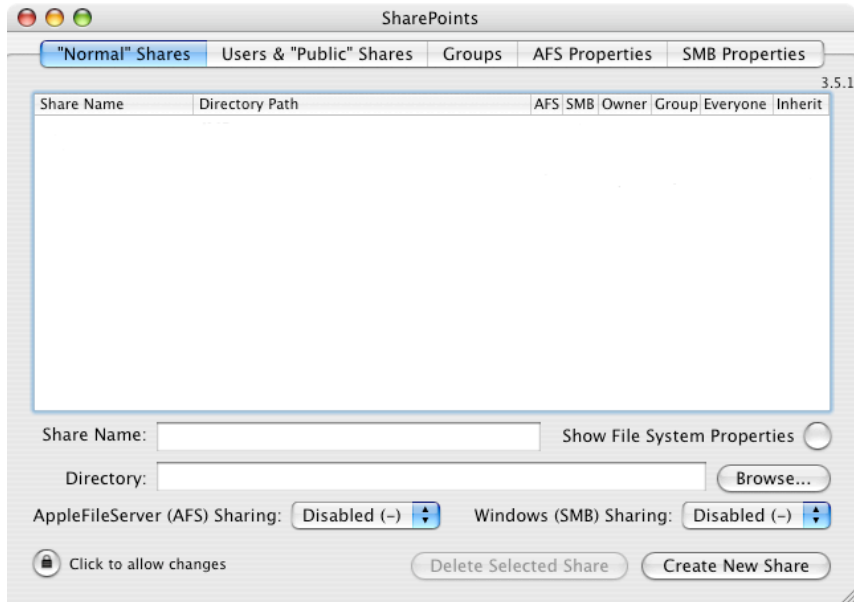 SharePoints
"Normal" Shares Users & "Public" Shares Groups AFS Properties SMB Properties
3.5.1
Share Name Directory Path AFS SMB Owner Group Everyone Inherit
Share Name: Show File System Properties
Directory: Browse...
AppleFileServer (AFS) Sharing: Disabled (-) Windows (SMB) Sharing: Disabled (-)
Click to allow changes Delete Selected Share Create New Share